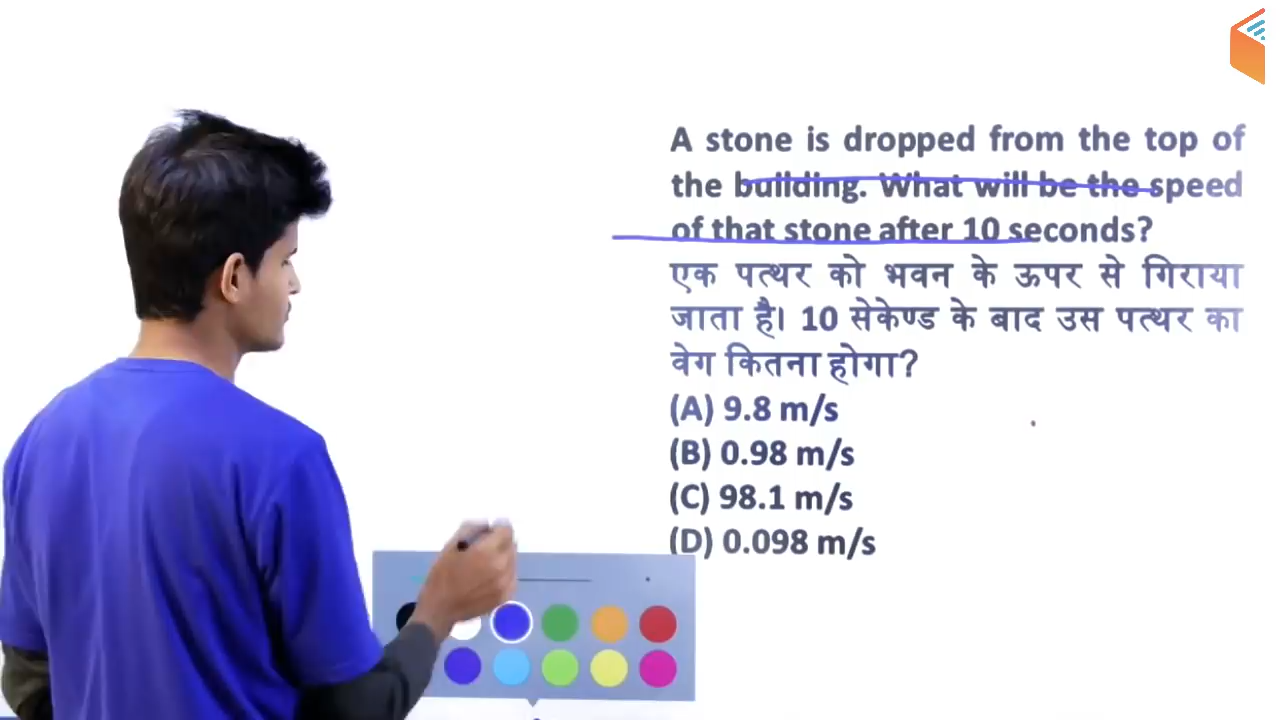 A stone is dropped from the top of
the building. What will be the speed
of that stone after 10 seconds?
एक पत्थर को भवन के ऊपर से गिराया
जाता है। 10 सेकेण्ड के बाद उस पत्थर का
वेग कितना होगा?
(A) 9.8 m/s
(B) 0.98 m/s
(C) 98.1 m/s
(D) 0.098 m/s